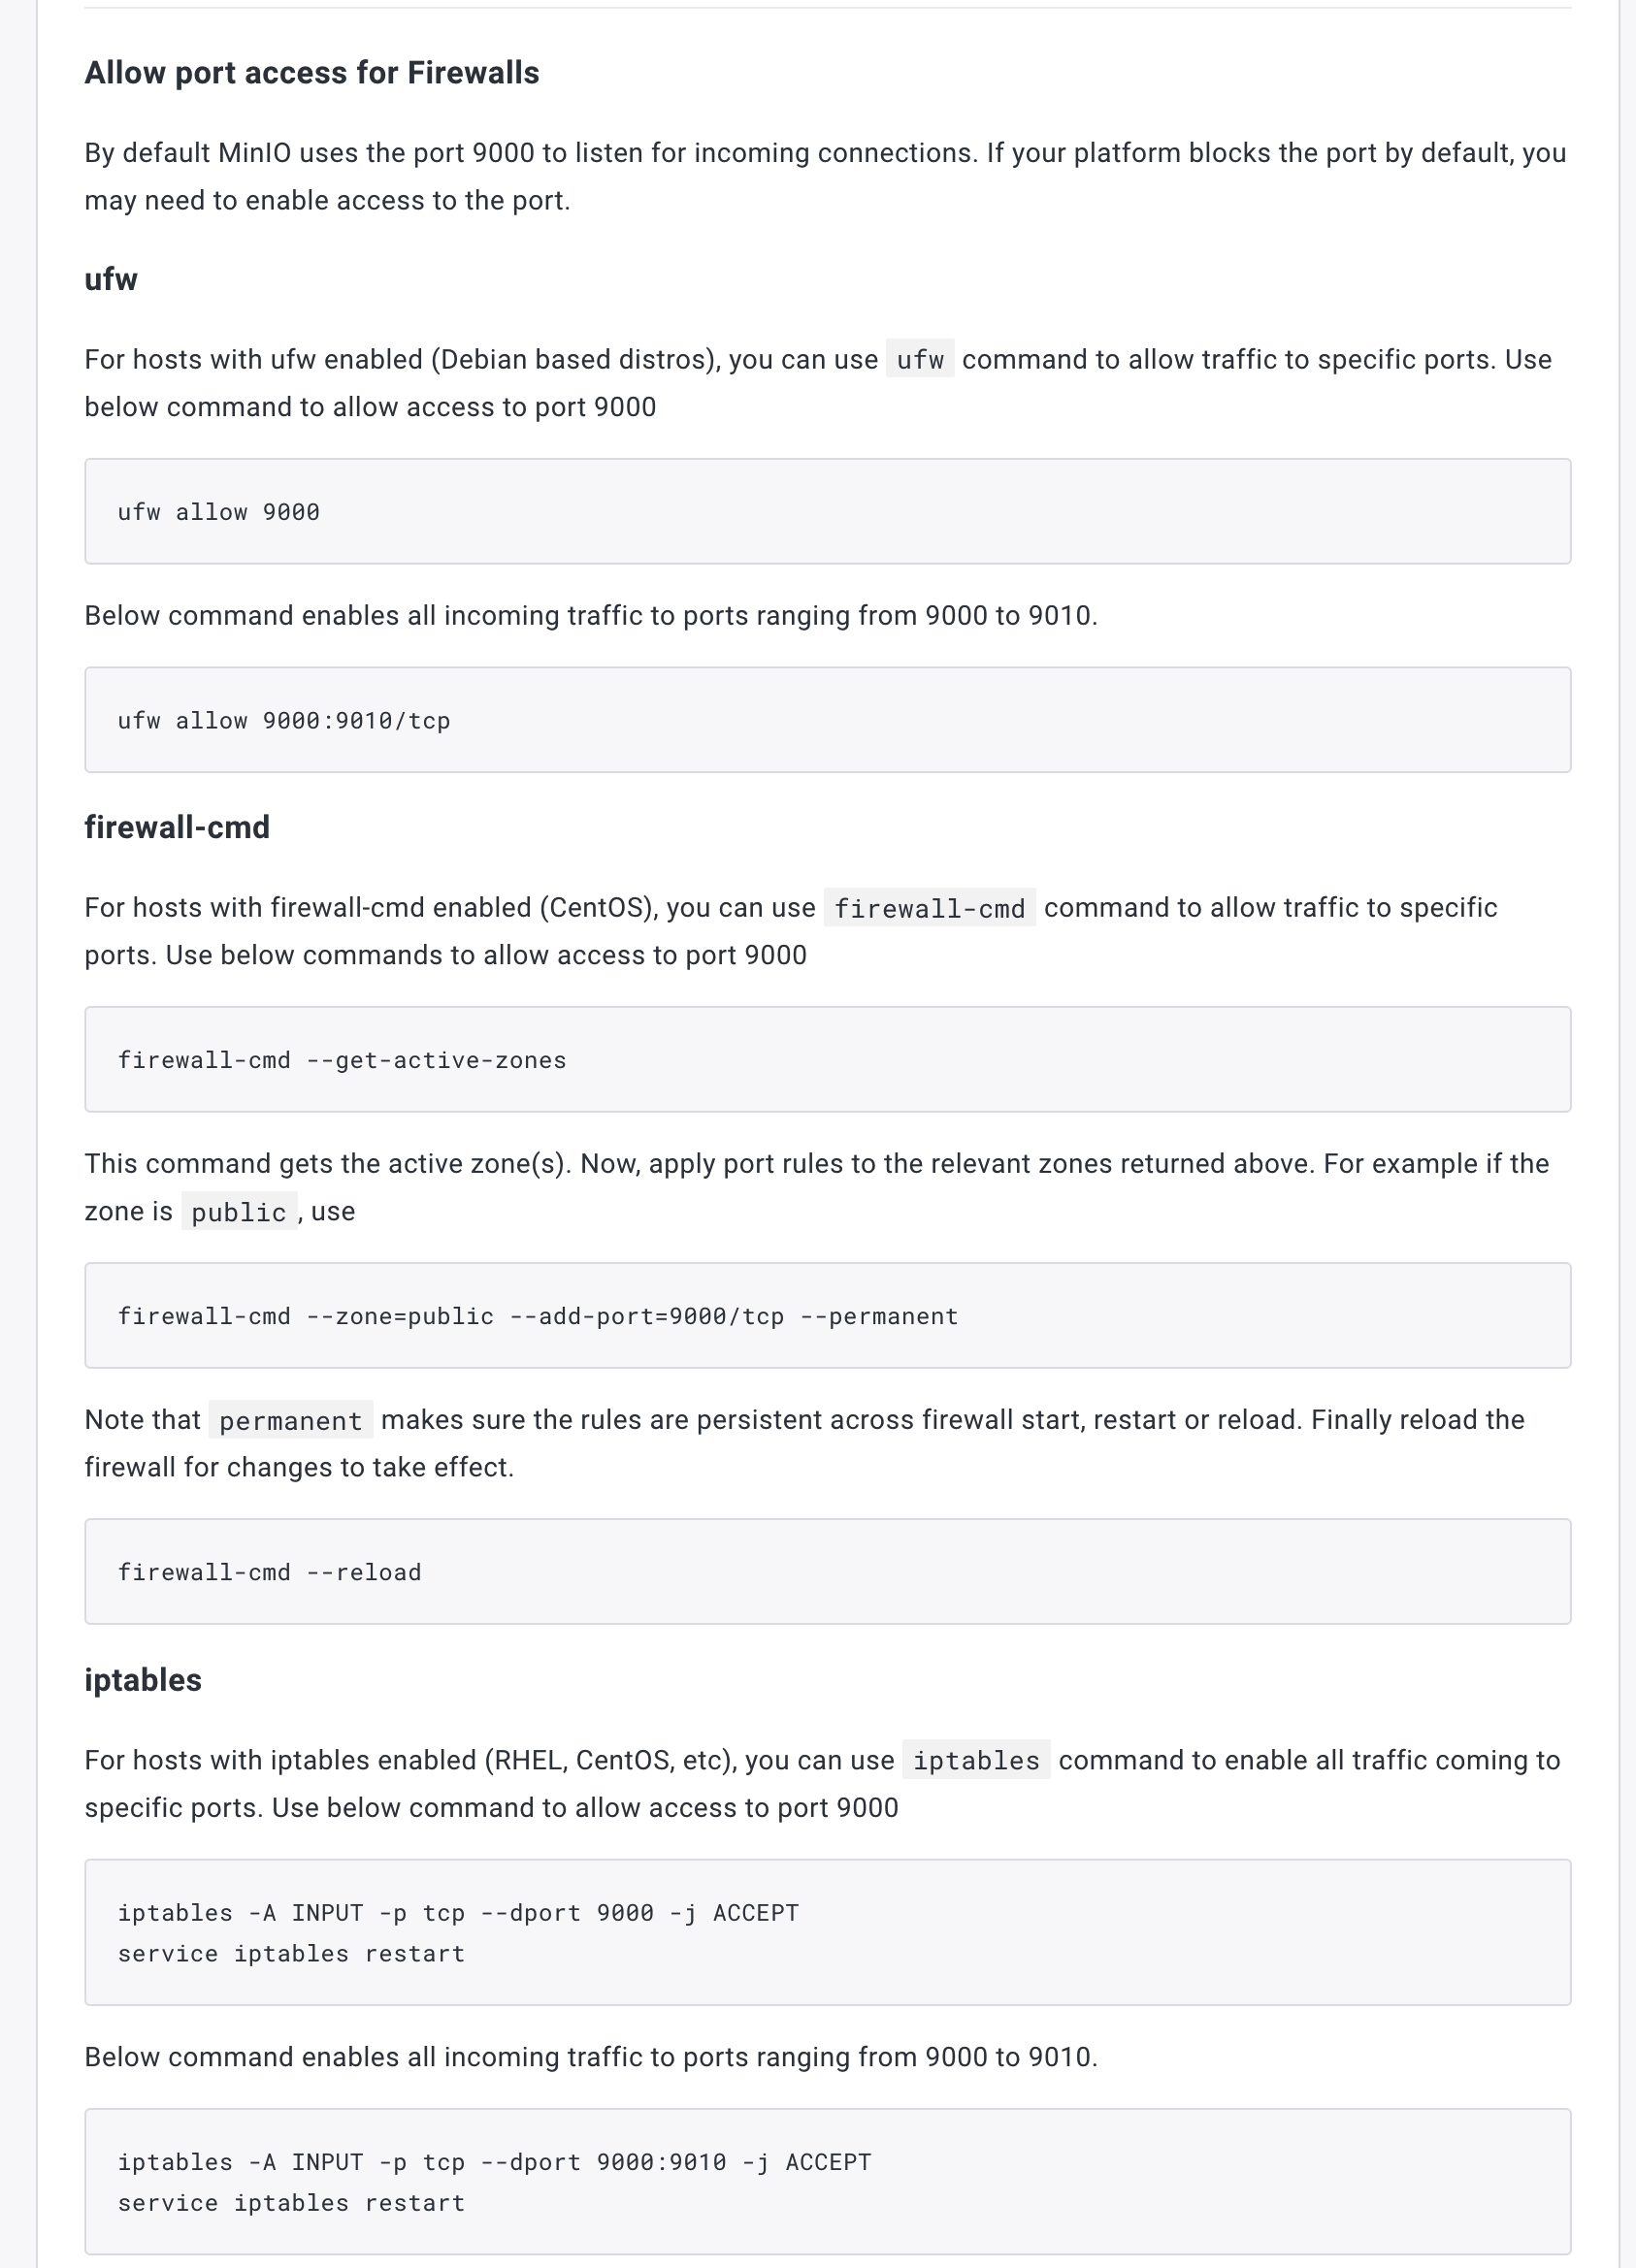 Allow port access for Firewalls
By default MinIO uses the port 9000 to listen for incoming connections. If your platform blocks the port by default, you
may need to enable access to the port.
ufw
For hosts with ufw enabled (Debian based distros), you can use ufw command to allow traffic to specific ports. Use
below command to allow access to port 9000
ufw allow 9000
Below command enables all incoming traffic to ports ranging from 9000 to 9010.
ufw allow 9000:9010/tcp
firewall-cmd
For hosts with firewall-cmd enabled (CentOS), you can use firewall-cmd command to allow traffic to specific
ports. Use below commands to allow access to port 9000
firewall-cmd --get-active-zones
This command gets the active zone(s). Now, apply port rules to the relevant zones returned above. For example if the
zone is public, use
firewall-cmd --zone=public --add-port=9000/tcp --permanent
Note that permanent makes sure the rules are persistent across firewall start, restart or reload. Finally reload the
firewall for changes to take effect.
firewall-cmd --reload
iptables
For hosts with iptables enabled (RHEL, CentOS, etc), you can use iptables command to enable all traffic coming to
specific ports. Use below command to allow access to port 9000
iptables -A INPUT -p tcp --dport 9000 -j ACCEPT
service iptables restart
Below command enables all incoming traffic to ports ranging from 9000 to 9010.
iptables -A INPUT -p tcp --dport 9000:9010 -j ACCEPT
service iptables restart